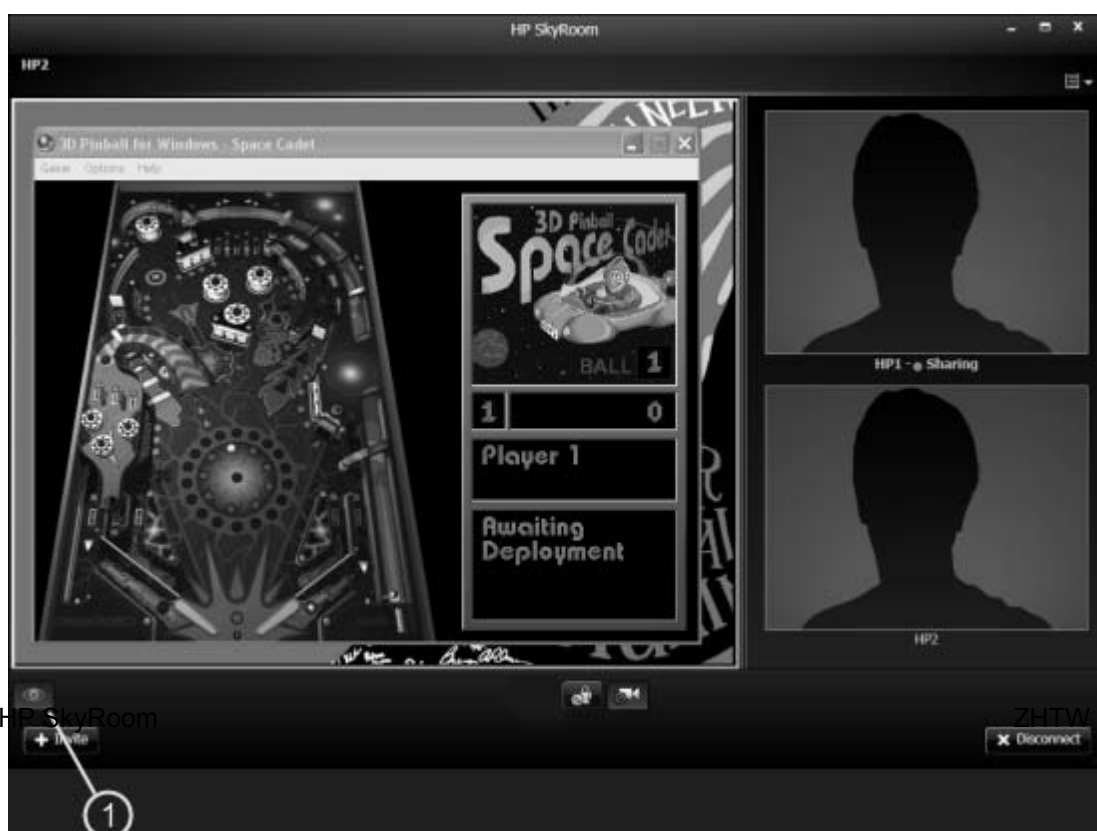 HP SkyRoom
HP2
3D Pinball for Windows - Space Cadet
Game Options Help
3D Pinball
Space Cadet
BALL 1
1 0
Player 1
Awaiting
Deployment
HP1 - Sharing
HP2
HP SkyRoom
ZHTW
+ Invite
X Disconnect
1